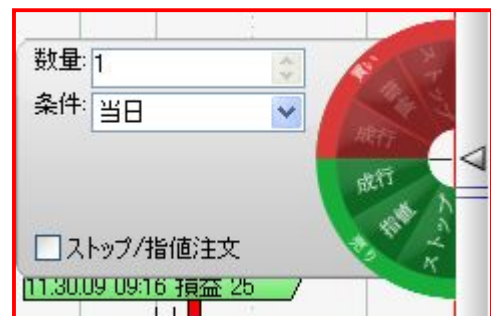 数量: 1
条件: 当日
買い
ストップ
指値
成行
成行
指値
ストップ
売り
ストップ/指値注文
11.30.09 09:16 損益 25